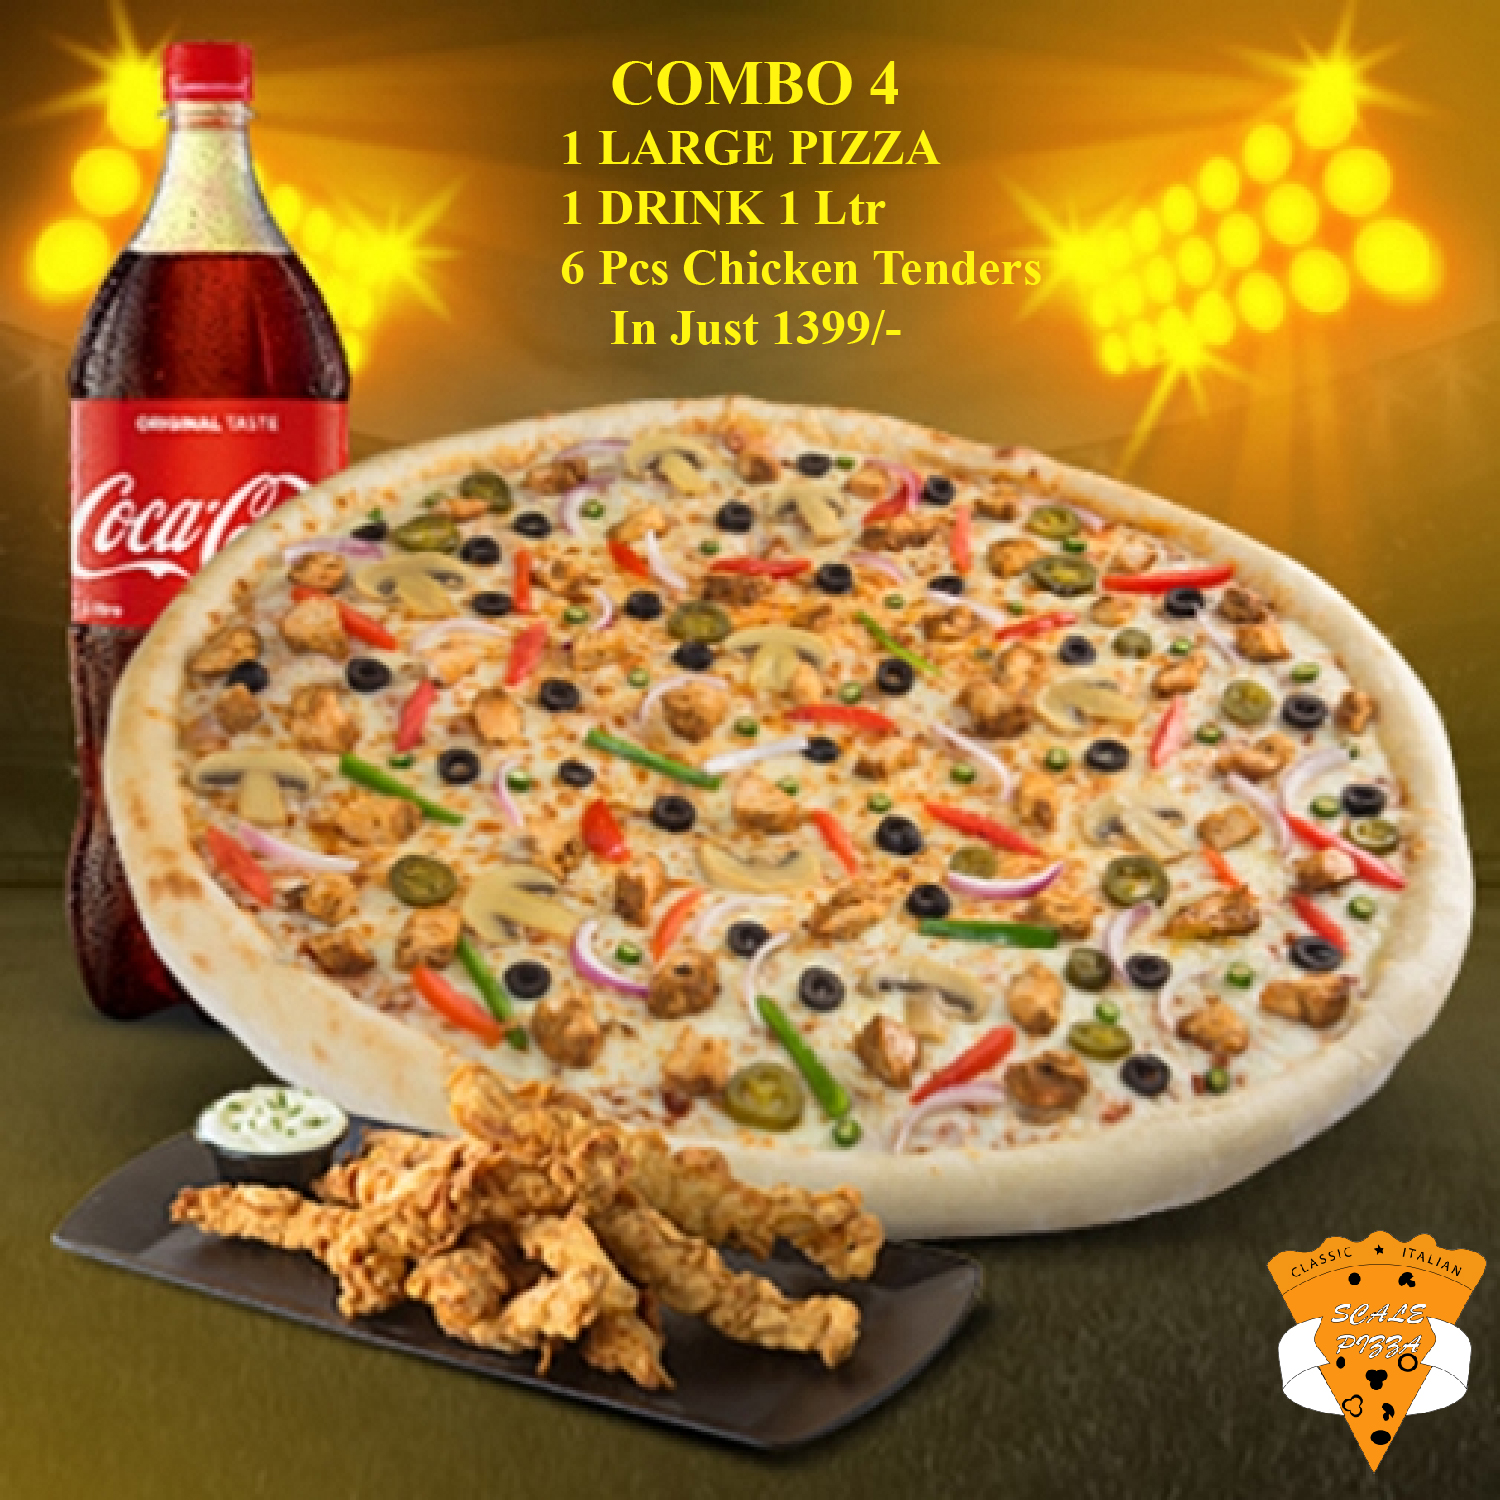 COMBO 4
1 LARGE PIZZA
1 DRINK 1 Ltr
6 Pcs Chicken Tenders
In Just 1399/-
ORIGINAL TASTE
Coca-C
CLASSIC ★ ITALIAN
SCALE
PIZZA